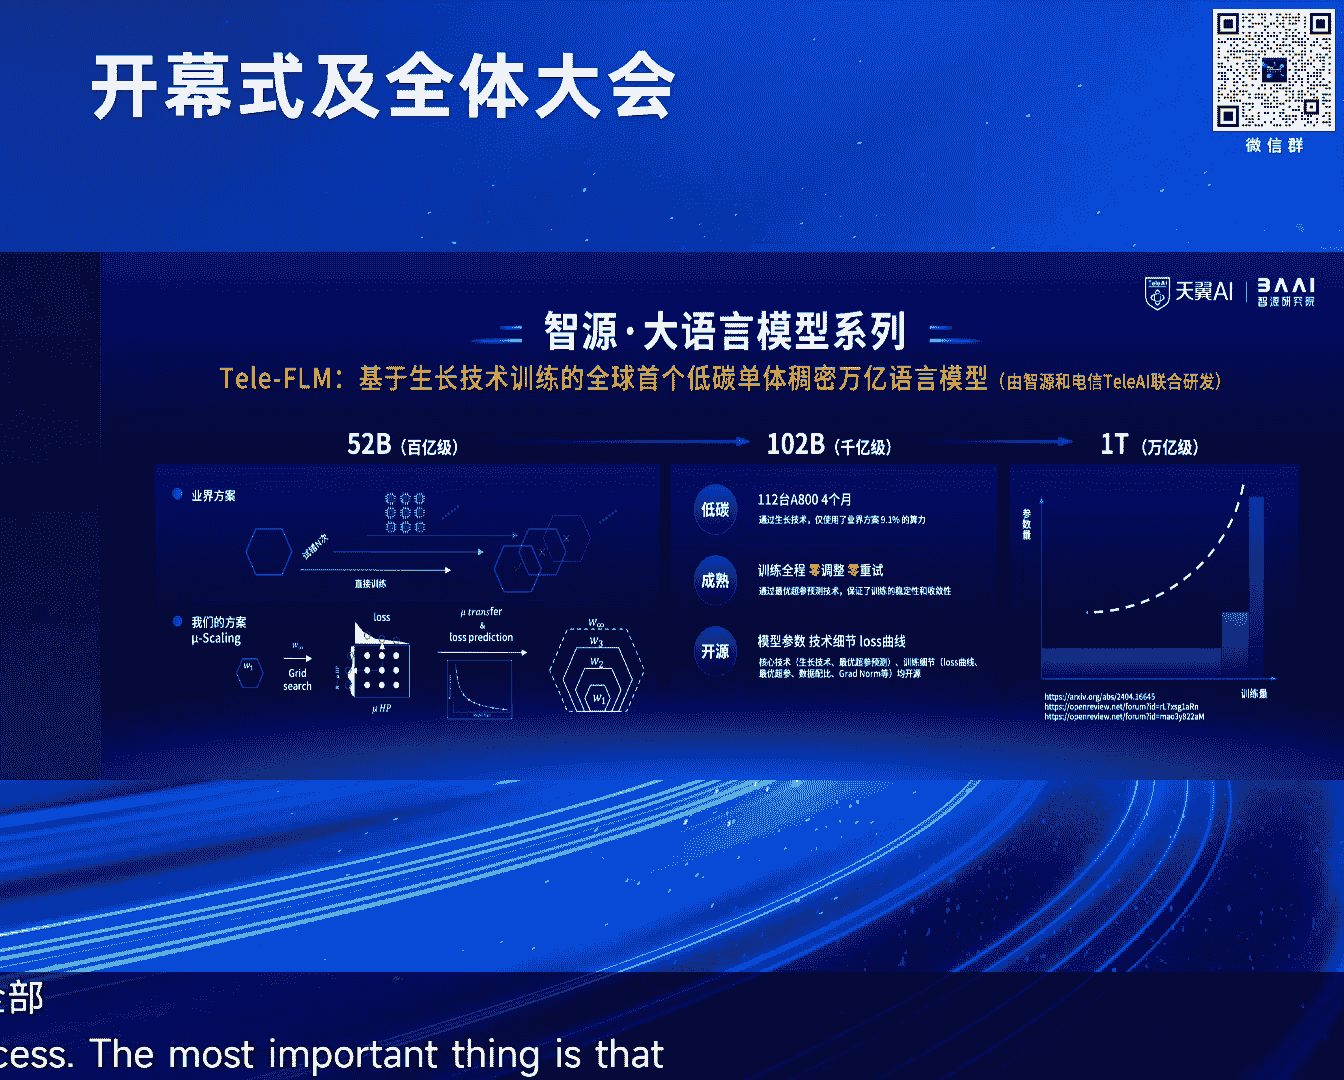 开幕式及全体大会
微信群
TeleAI
天翼AI
BAAI
智源研究院
智源·大语言模型系列
Tele-FLM：基于生长技术训练的全球首个低碳单体稠密万亿语言模型（由智源和电信TeleAI联合研发）
52B（百亿级）
102B（千亿级）
1T（万亿级）
业界方案
试错N次
直接训练
我们的方案
μ-Scaling
w₁
w∞
Grid
search
loss
μ HP
μ transfer
&
loss prediction
w∞
w₃
w₂
w₁
低碳
112台A800 4个月
通过生长技术，仅使用了业界方案 9.1% 的算力
成熟
训练全程 零调整 零重试
通过最优超参预测技术，保证了训练的稳定性和收敛性
开源
模型参数 技术细节 loss曲线
核心技术（生长技术、最优超参预测）、训练细节（loss曲线、
最优超参、数据配比、Grad Norm等）均开源
参数量
训练量
https://arxiv.org/abs/2404.16645
https://openreview.net/forum?id=rL7xsg1aRn
https://openreview.net/forum?id=mao3y822aM
全部
cess. The most important thing is that